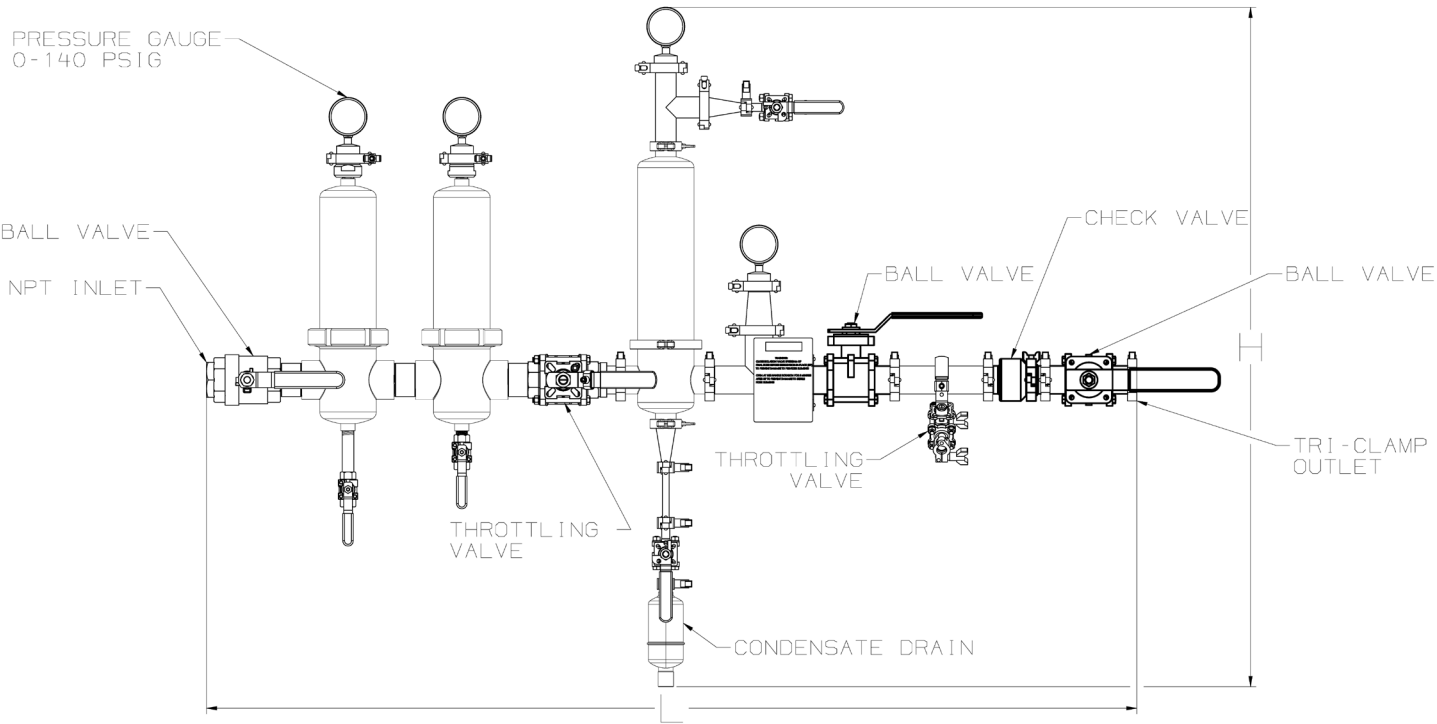 PRESSURE GAUGE
0-140 PSIG
BALL VALVE
NPT INLET
THROTTLING
VALVE
CONDENSATE DRAIN
BALL VALVE
THROTTLING
VALVE
CHECK VALVE
BALL VALVE
TRI-CLAMP
OUTLET
H
L